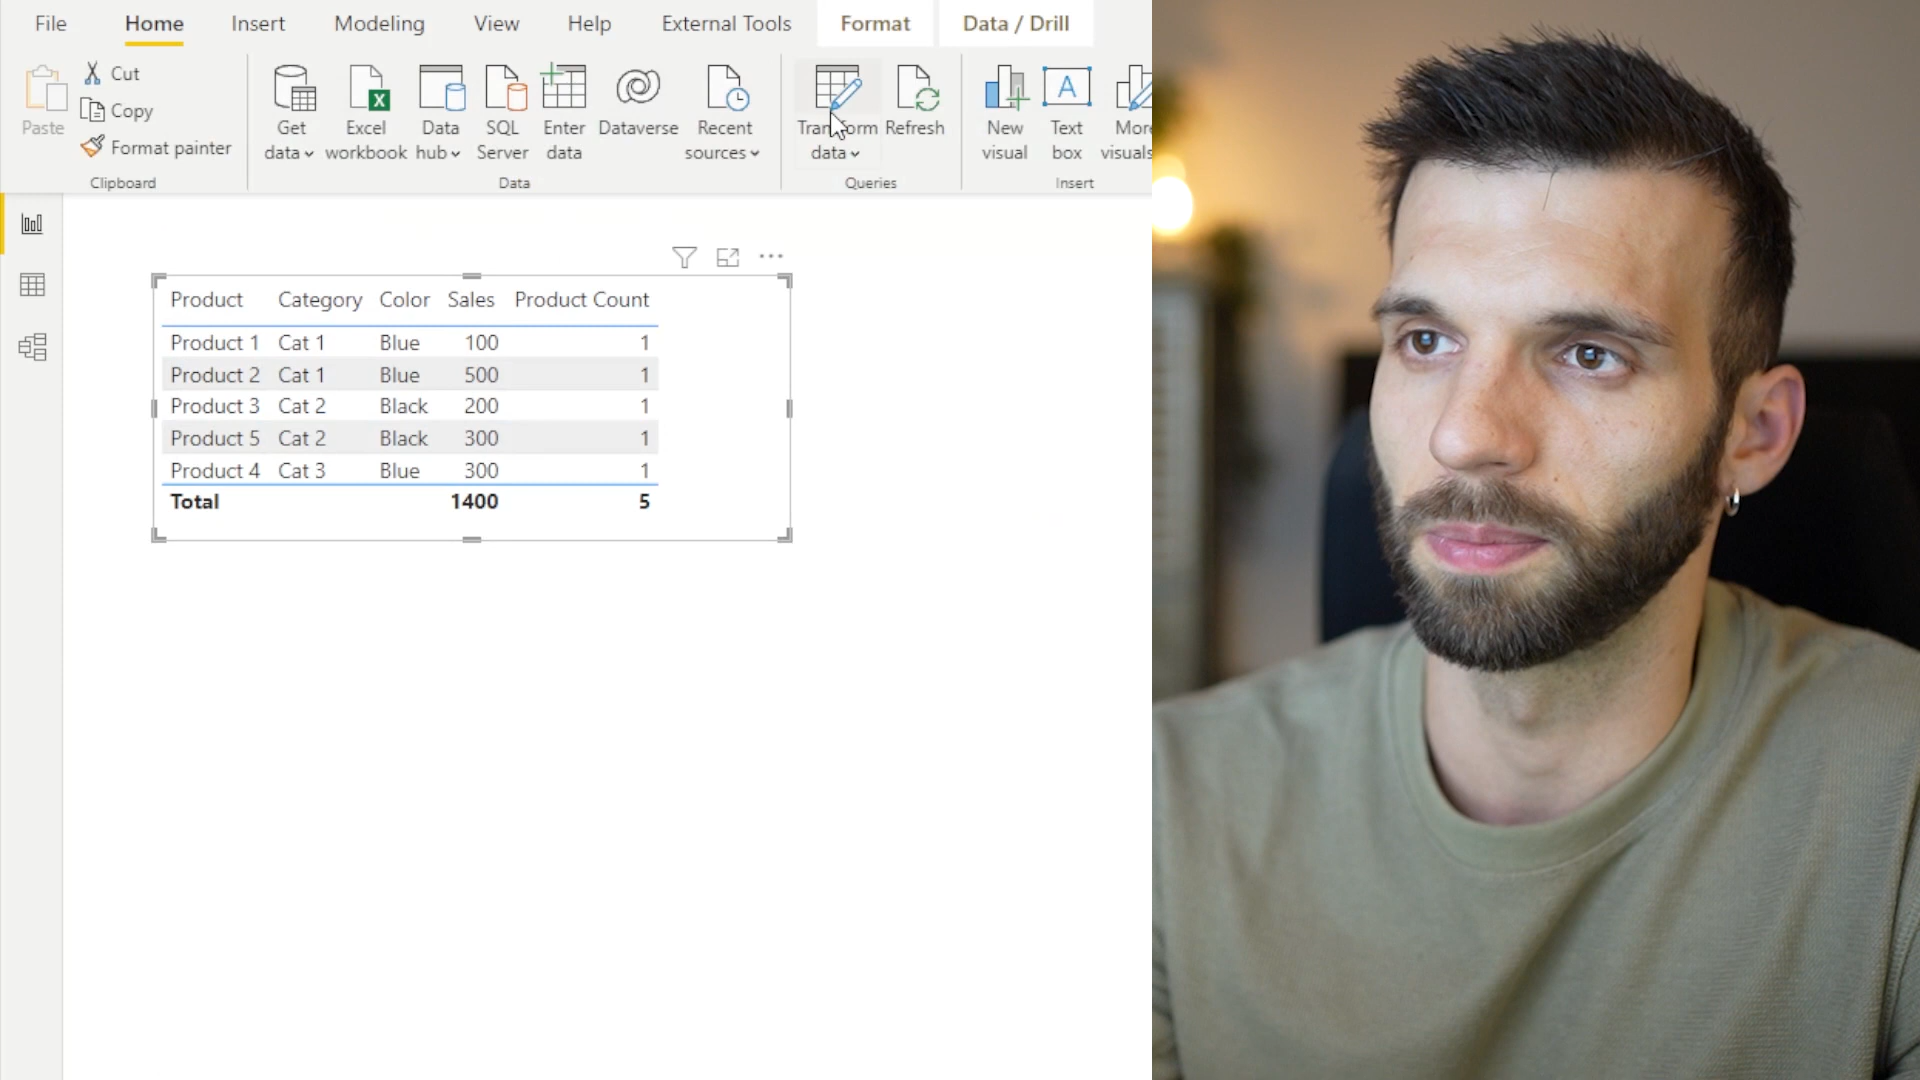 File Home Insert Modeling View Help External Tools Format Data / Drill
Paste
Cut
Copy
Format painter
Clipboard
Get data
Excel workbook
Data hub
SQL Server
Enter data
Dataverse
Recent sources
Data
Transform data
Refresh
Queries
New visual
Text box
A
More visuals
Insert
Product Category Color Sales Product Count
Product 1 Cat 1 Blue 100 1
Product 2 Cat 1 Blue 500 1
Product 3 Cat 2 Black 200 1
Product 5 Cat 2 Black 300 1
Product 4 Cat 3 Blue 300 1
Total 1400 5